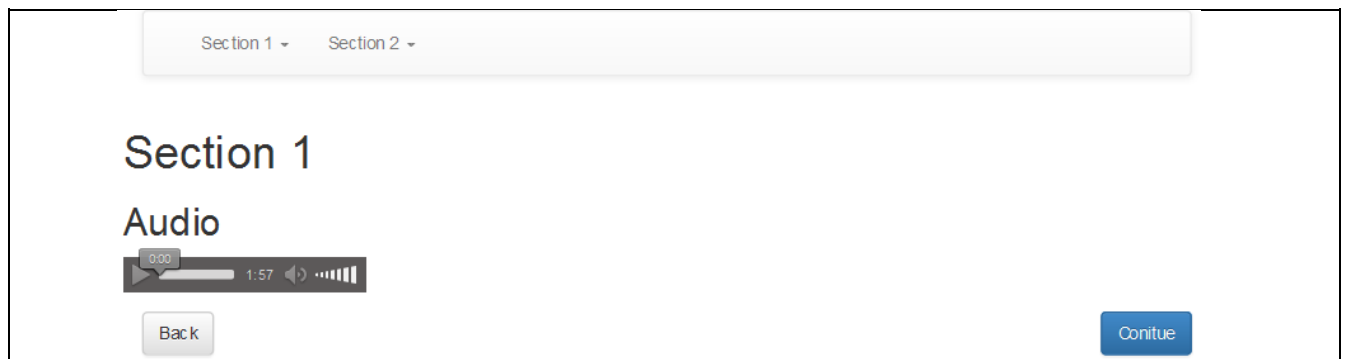 Section 1 Section 2
Section 1
Audio
0:00
1:57
Back Conitue